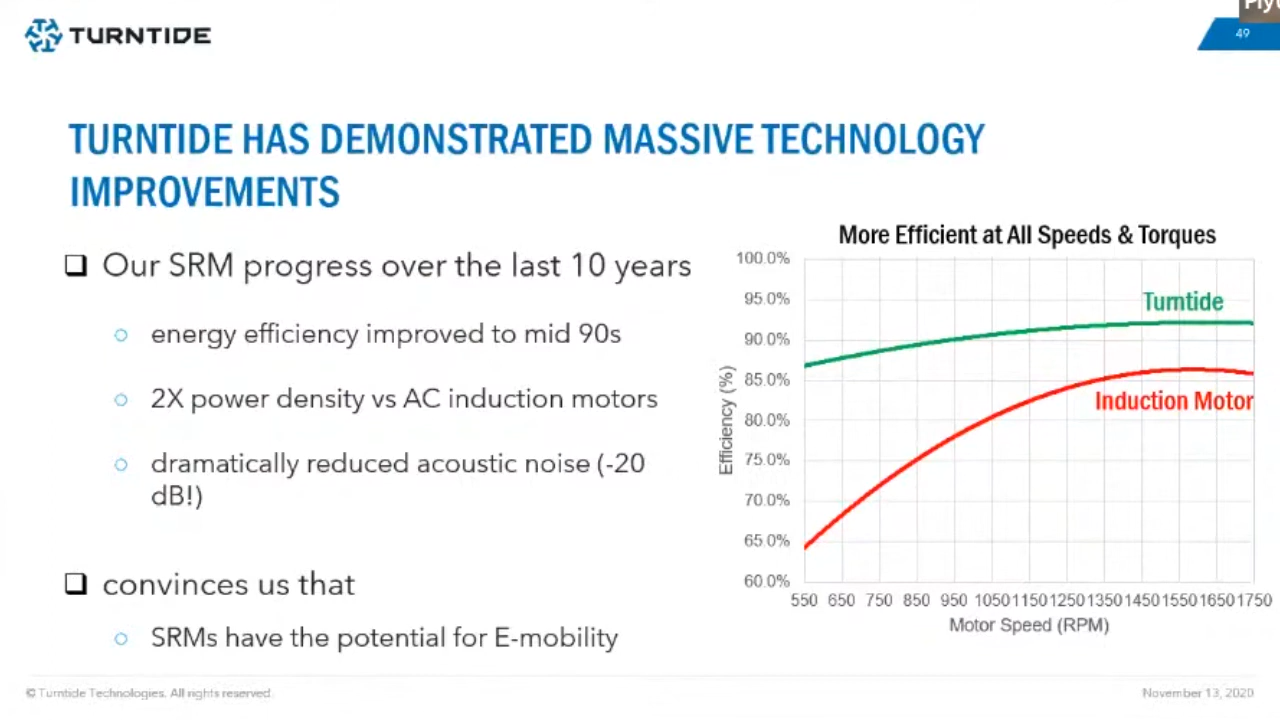 TURNTIDE
49
TURNTIDE HAS DEMONSTRATED MASSIVE TECHNOLOGY
IMPROVEMENTS
Our SRM progress over the last 10 years
energy efficiency improved to mid 90s
2X power density vs AC induction motors
dramatically reduced acoustic noise (-20
dB!)
convinces us that
SRMs have the potential for E-mobility
More Efficient at All Speeds & Torques
100.0%
95.0%
90.0%
85.0%
80.0%
75.0%
70.0%
65.0%
60.0%
Efficiency (%)
Turntide
Induction Motor
550 650 750 850 950 1050 1150 1250 1350 1450 1550 1650 1750
Motor Speed (RPM)
© Turntide Technologies. All rights reserved.
November 13, 2020